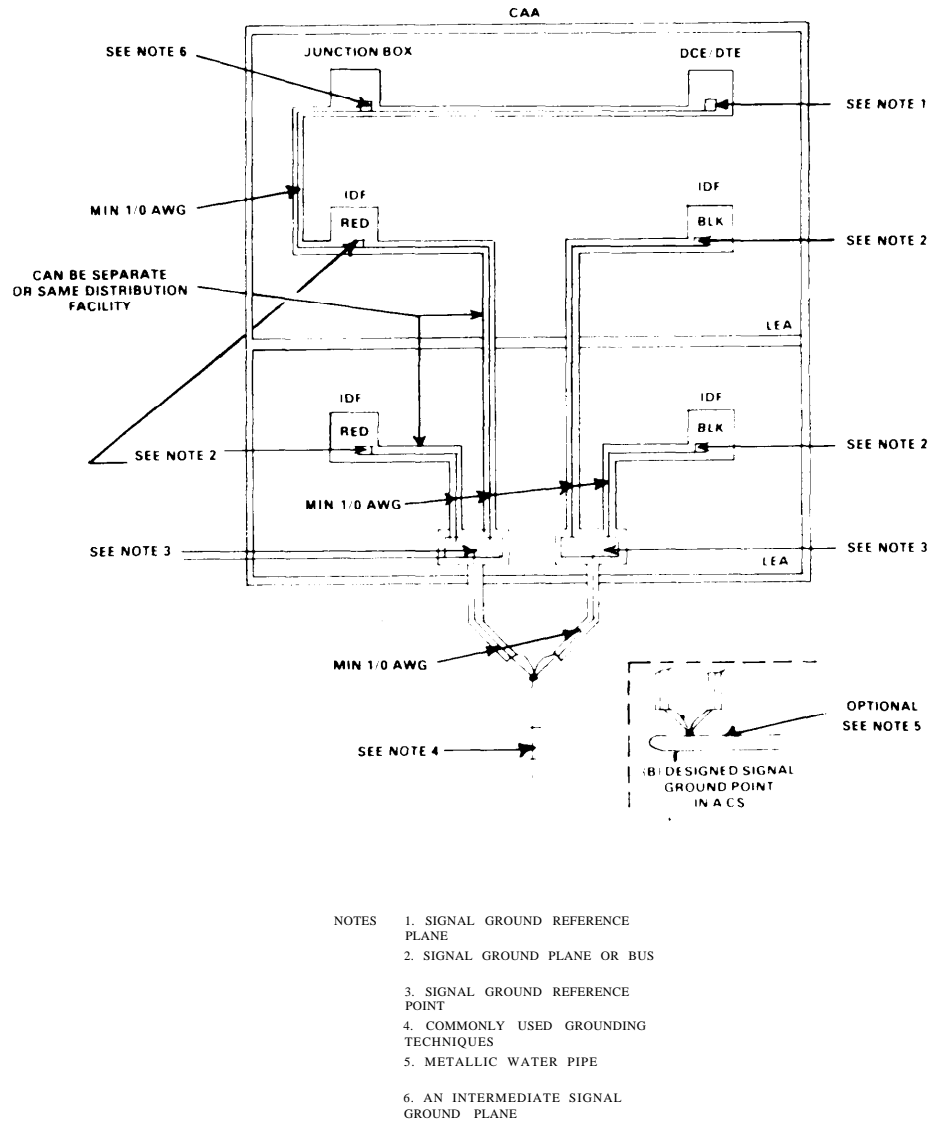 CAA
SEE NOTE 6
JUNCTION BOX
DCE/DTE
SEE NOTE 1
MIN 1/0 AWG
IDF
RED
IDF
BLK
SEE NOTE 2
CAN BE SEPARATE
OR SAME DISTRIBUTION
FACILITY
LEA
IDF
RED
IDF
BLK
SEE NOTE 2
SEE NOTE 2
MIN 1/0 AWG
SEE NOTE 3
SEE NOTE 3
LEA
MIN 1/0 AWG
OPTIONAL
SEE NOTE 5
SEE NOTE 4
(B) DESIGNED SIGNAL
GROUND POINT
IN A CS
NOTES 1. SIGNAL GROUND REFERENCE
PLANE
2. SIGNAL GROUND PLANE OR BUS
3. SIGNAL GROUND REFERENCE
POINT
4. COMMONLY USED GROUNDING
TECHNIQUES
5. METALLIC WATER PIPE
6. AN INTERMEDIATE SIGNAL
GROUND PLANE